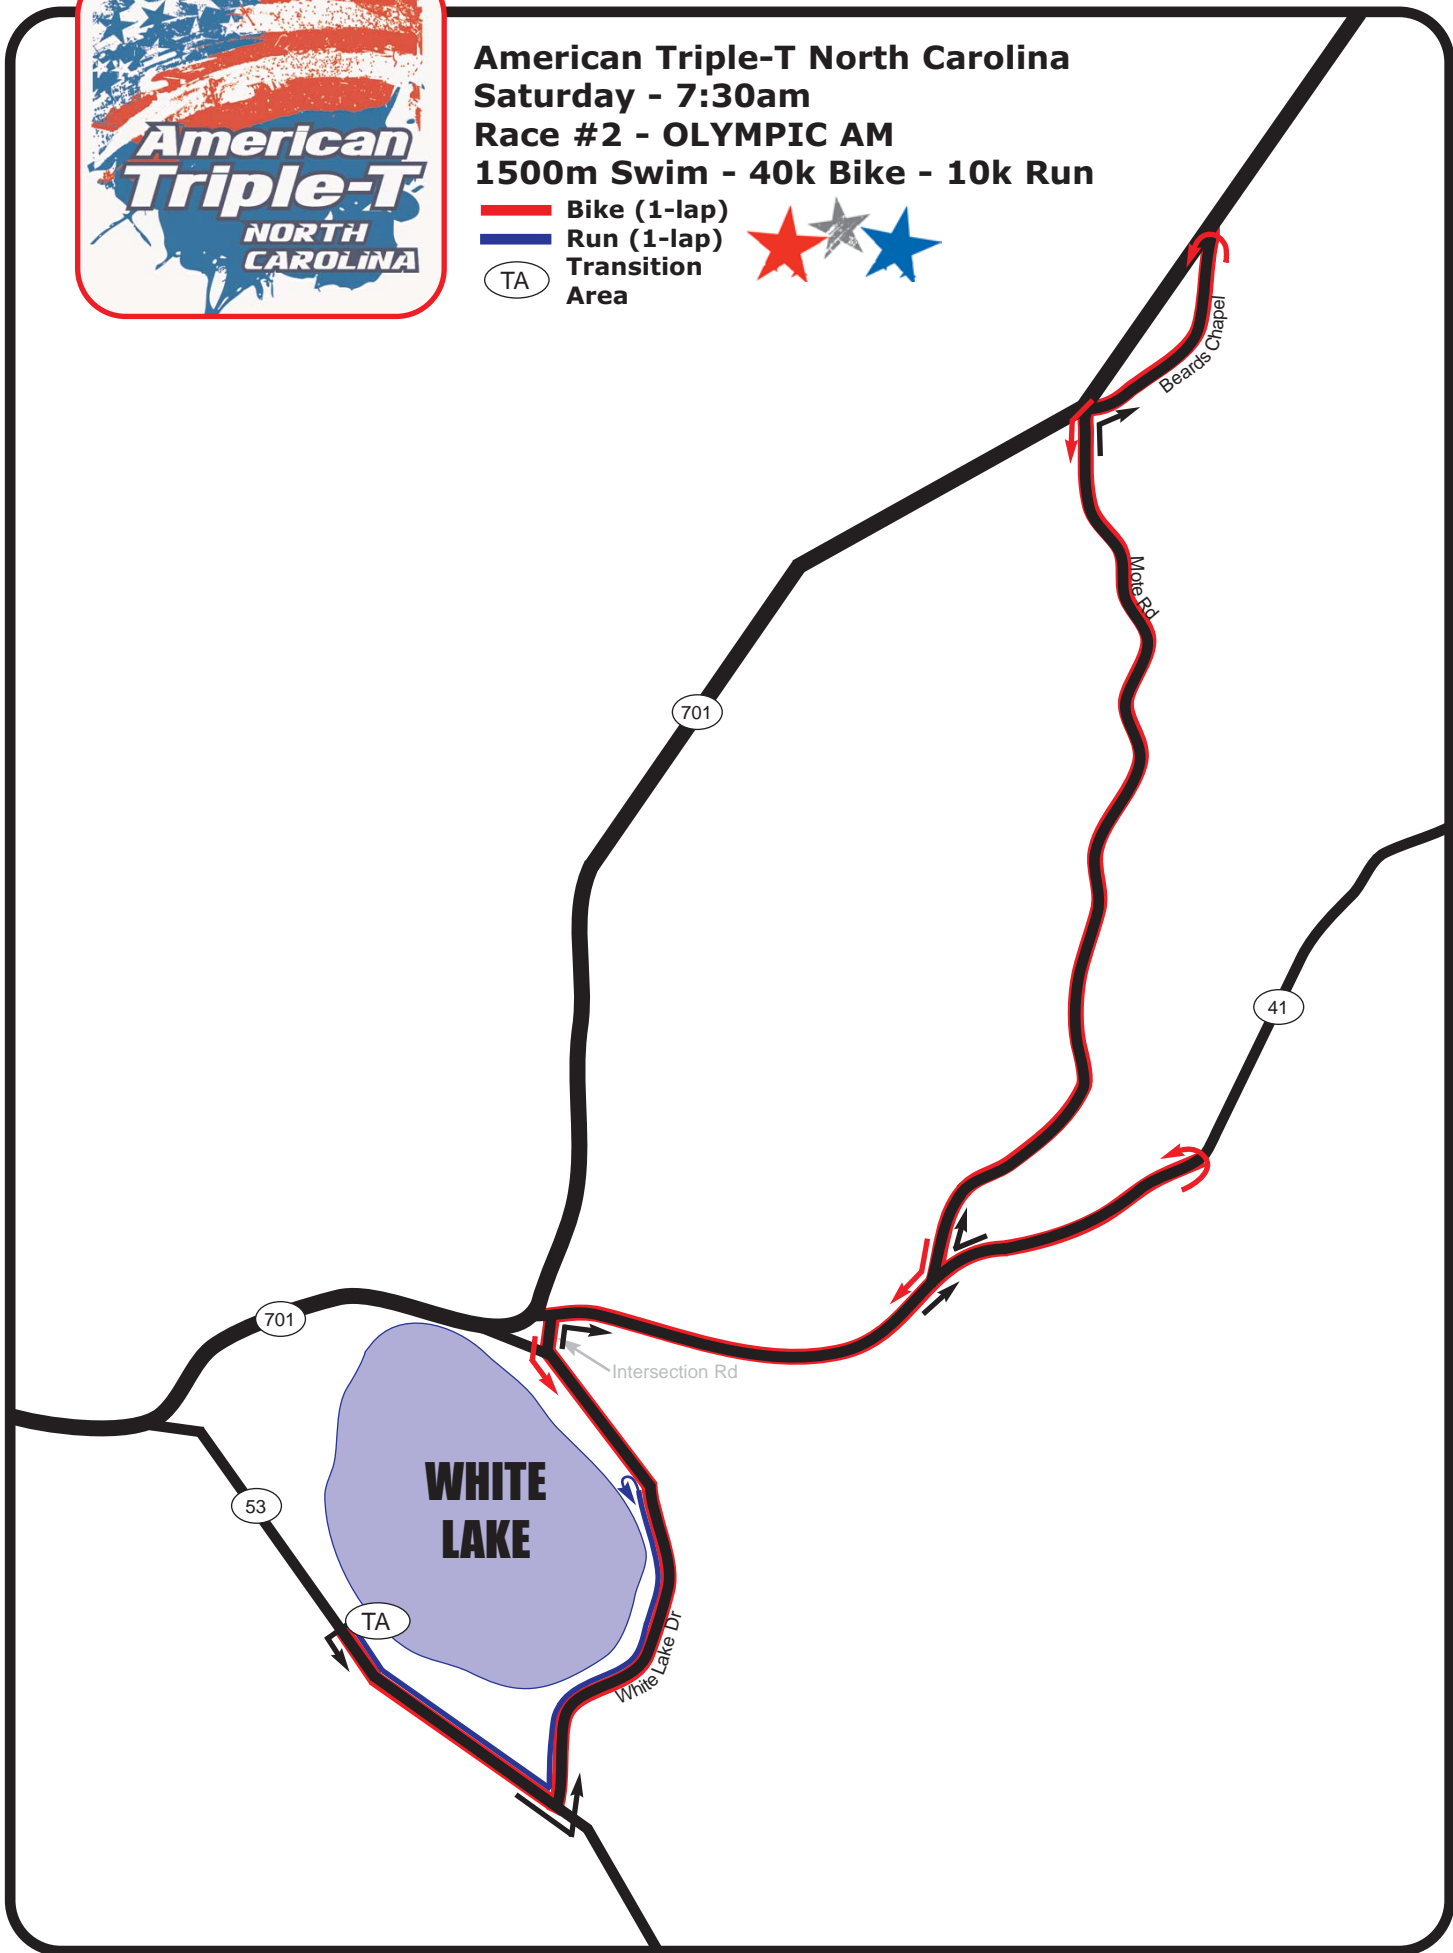 American
Triple-T
NORTH
CAROLINA
American Triple-T North Carolina
Saturday - 7:30am
Race #2 - OLYMPIC AM
1500m Swim - 40k Bike - 10k Run
Bike (1-lap)
Run (1-lap)
TA
Transition
Area
Beards Chapel
Mote Rd
701
41
701
Intersection Rd
WHITE
LAKE
53
TA
White Lake Dr